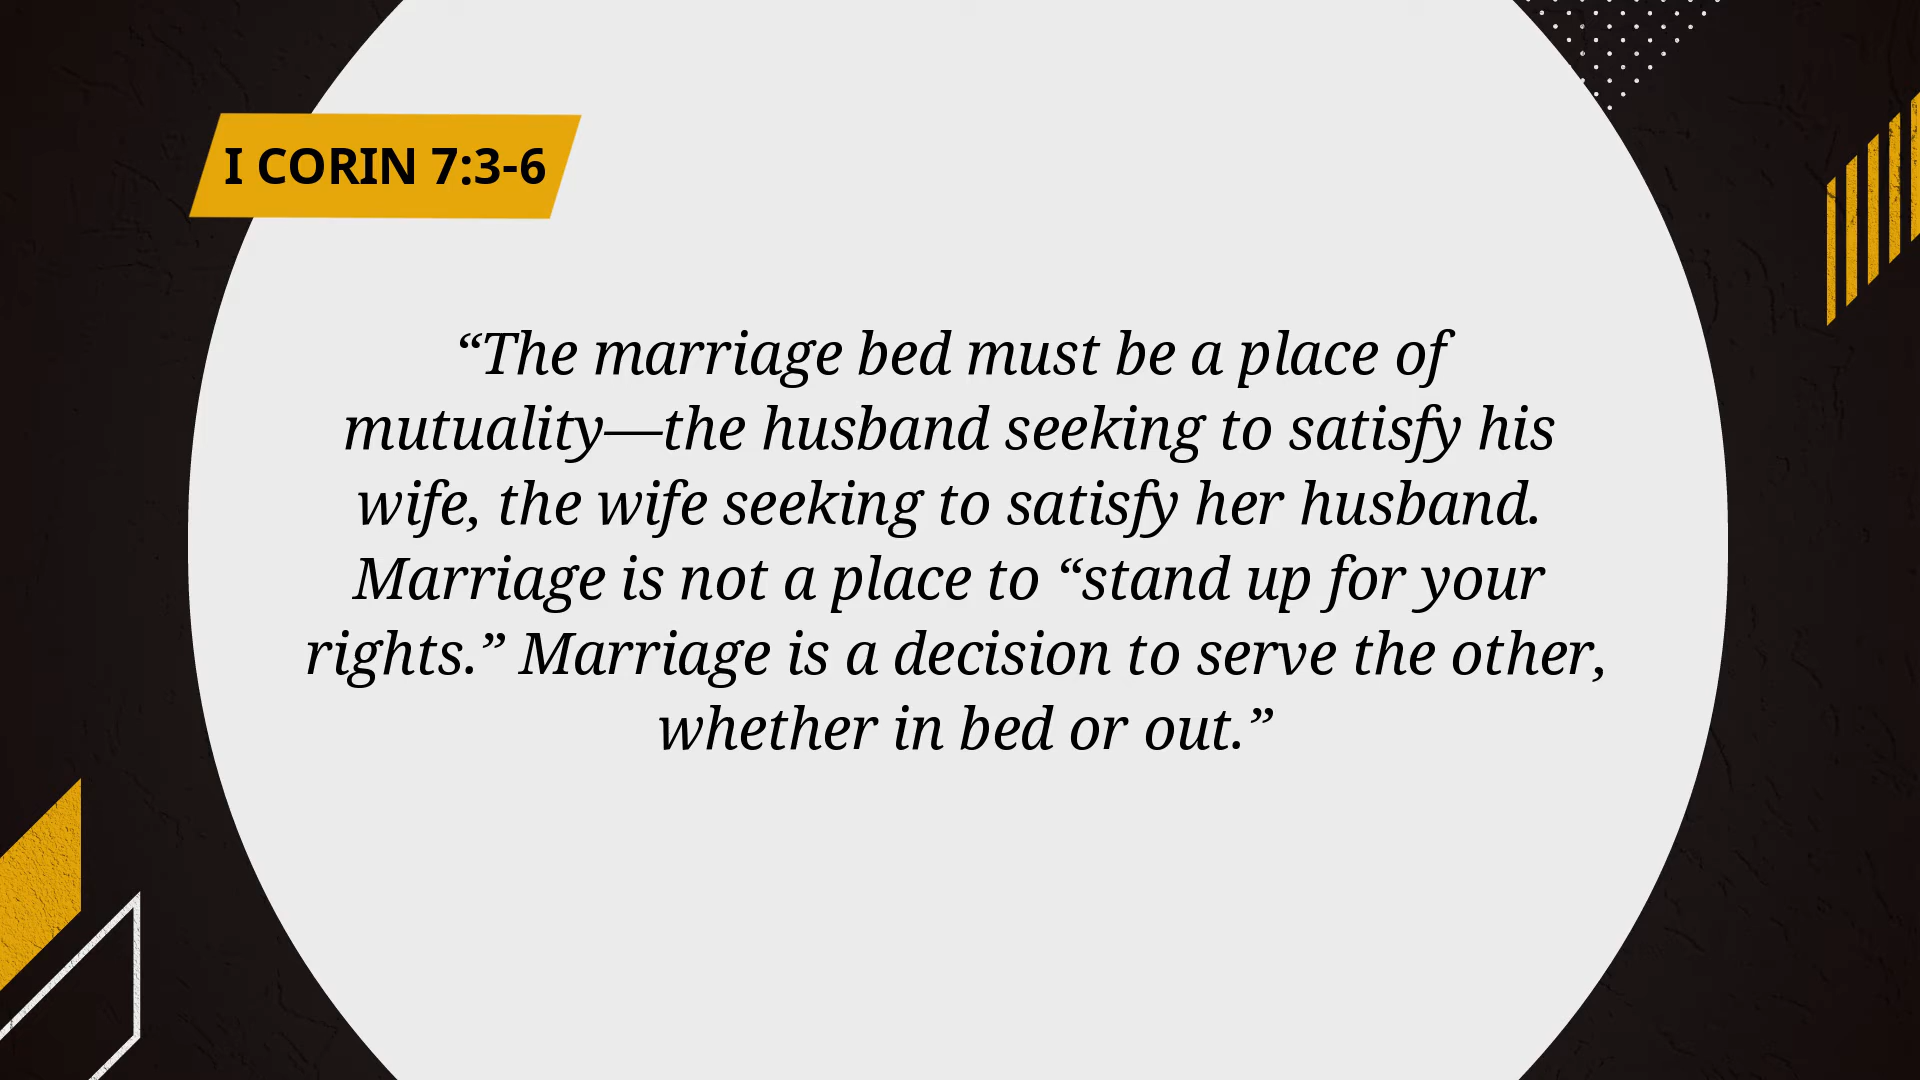 I CORIN 7:3-6
“The marriage bed must be a place of
mutuality—the husband seeking to satisfy his
wife, the wife seeking to satisfy her husband.
Marriage is not a place to “stand up for your
rights.” Marriage is a decision to serve the other,
whether in bed or out.”